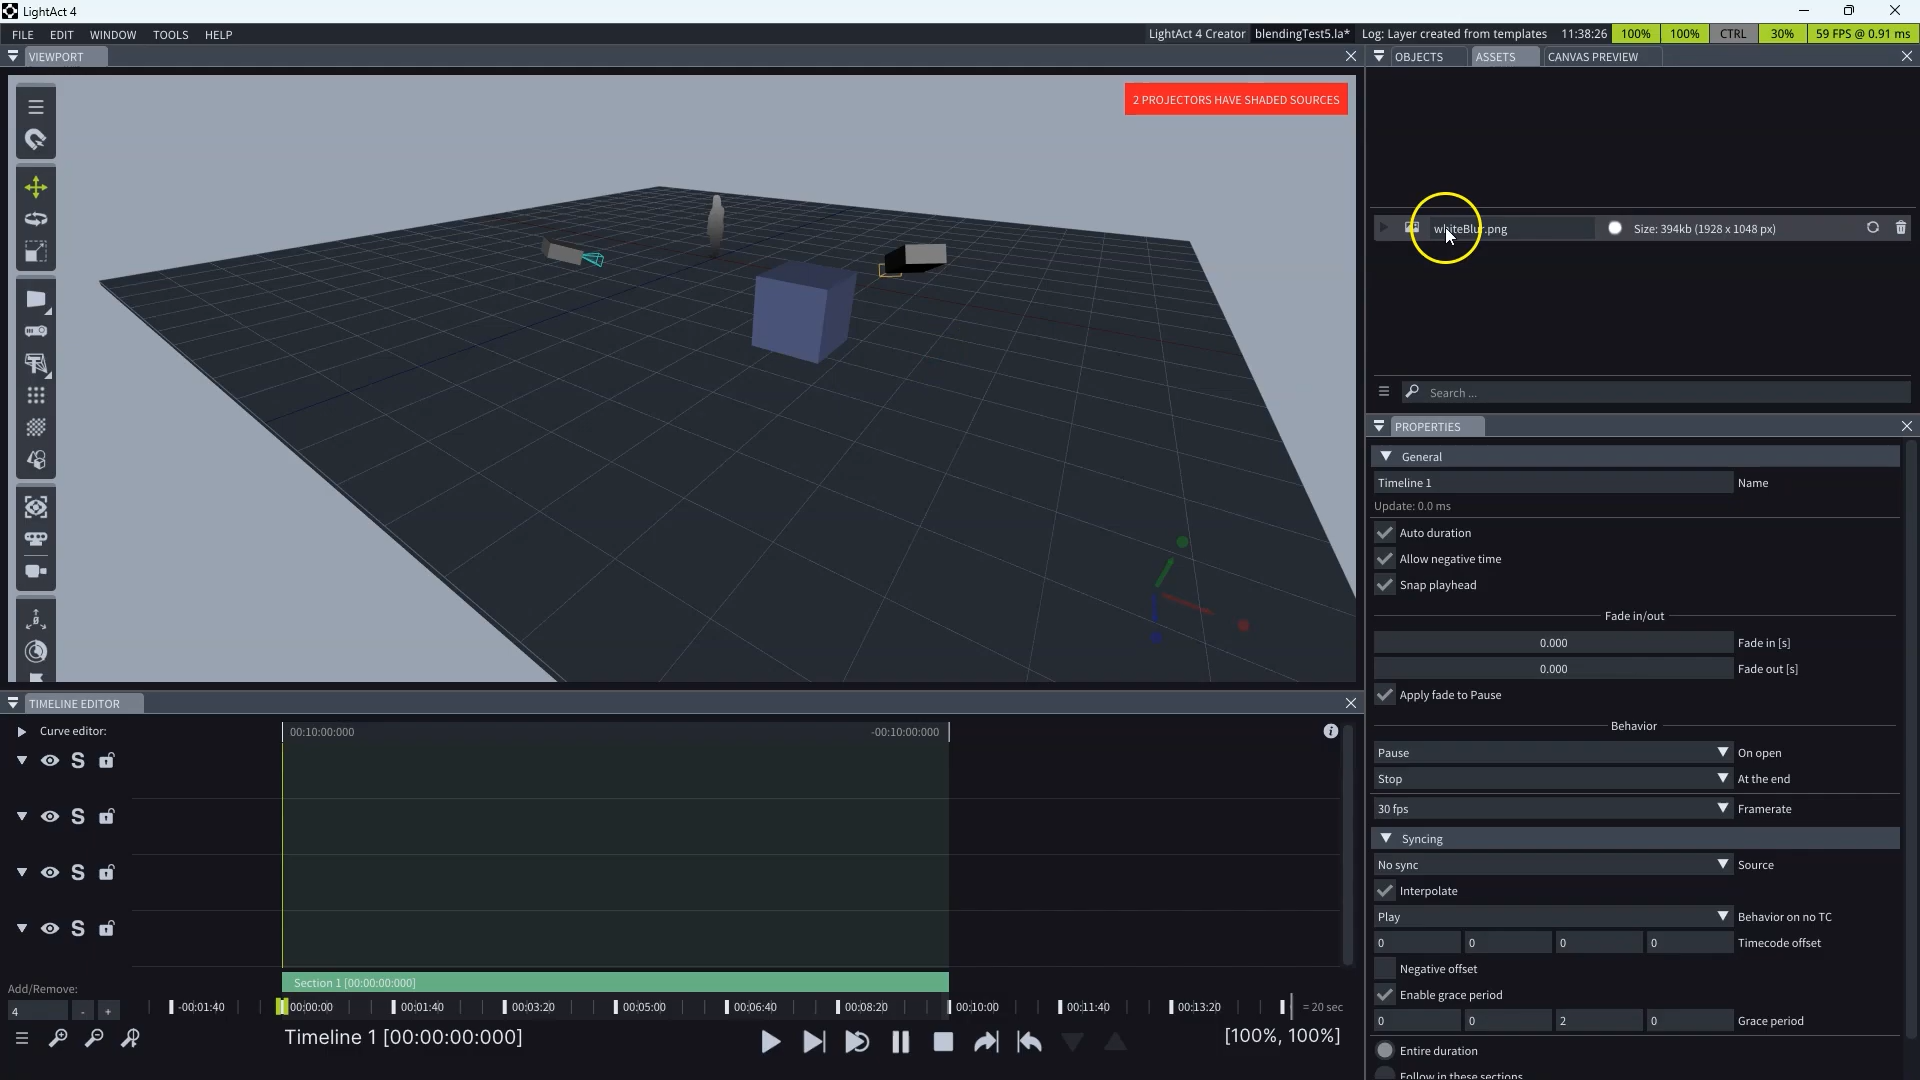 LightAct 4
FILE EDIT WINDOW TOOLS HELP
LightAct 4 Creator blendingTest5.la* Log: Layer created from templates 11:38:26 100% 100% CTRL 30% 59 FPS @ 0.91 ms
VIEWPORT
OBJECTS ASSETS CANVAS PREVIEW
2 PROJECTORS HAVE SHADED SOURCES
whiteBlur.png Size: 394kb (1928 x 1048 px)
Search ...
PROPERTIES
General
Timeline 1 Name
Update: 0.0 ms
Auto duration
Allow negative time
Snap playhead
Fade in/out
0.000 Fade in [s]
0.000 Fade out [s]
Apply fade to Pause
Behavior
Pause On open
Stop At the end
30 fps Framerate
Syncing
No sync Source
Interpolate
Play Behavior on no TC
0 0 0 0 Timecode offset
Negative offset
Enable grace period
0 0 2 0 Grace period
Entire duration
Follow in these sections
TIMELINE EDITOR
Curve editor:
00:10:00:000 -00:10:00:000
S
S
S
S
Section 1 [00:00:00:000]
Add/Remove:
4 - +
-00:01:40 00:00:00 00:01:40 00:03:20 00:05:00 00:06:40 00:08:20 00:10:00 00:11:40 00:13:20 = 20 sec
Timeline 1 [00:00:00:000]
[100%, 100%]